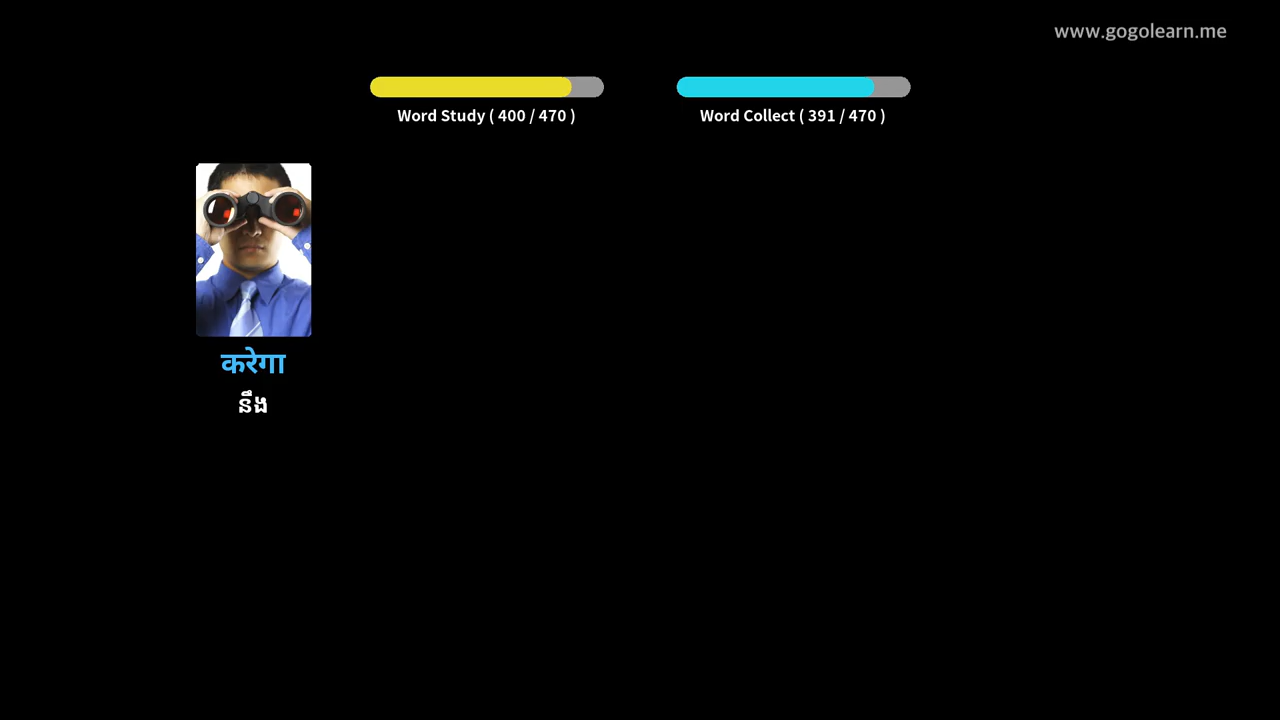 www.gogolearn.me
Word Study ( 400 / 470 )
Word Collect ( 391 / 470 )
करेगा
នឹង